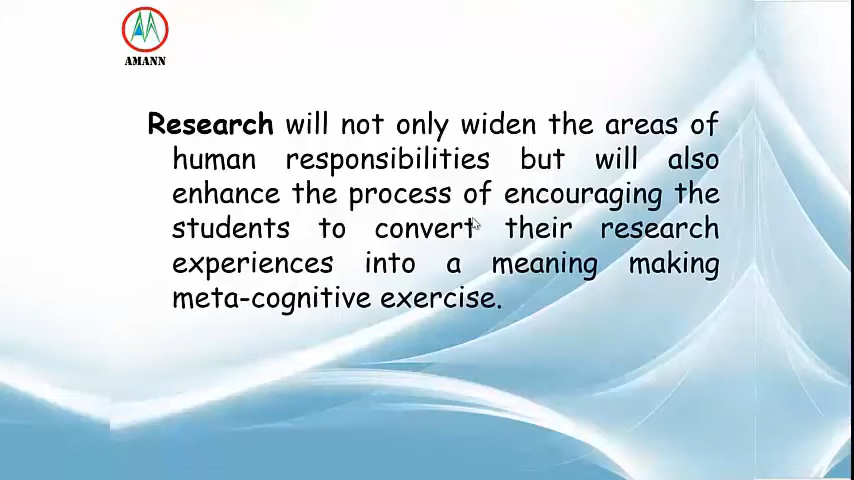 AMANN
Research will not only widen the areas of
human responsibilities but will also
enhance the process of encouraging the
students to convert their research
experiences into a meaning making
meta-cognitive exercise.